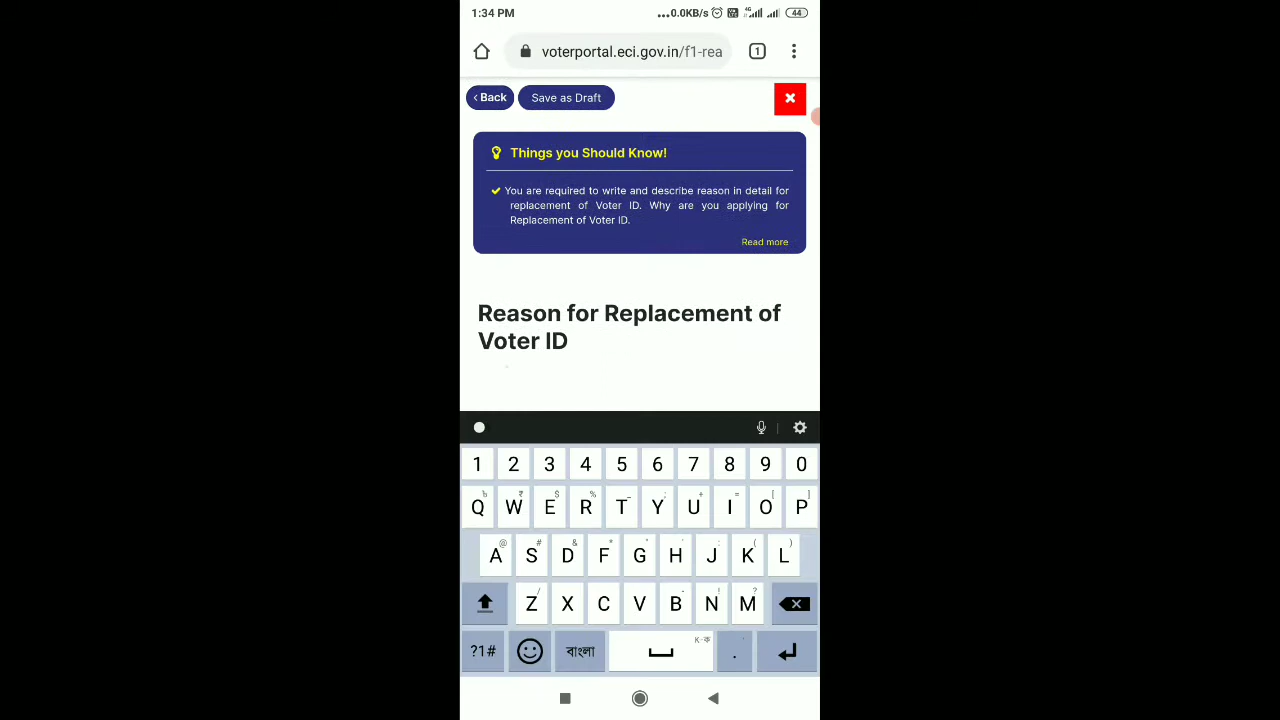 1:34 PM
...0.0KB/s 4G 44
voterportal.eci.gov.in/f1-rea
1
Back
Save as Draft
Things you Should Know!
You are required to write and describe reason in detail for
replacement of Voter ID. Why are you applying for
Replacement of Voter ID.
Read more
Reason for Replacement of
Voter ID
1 2 3 4 5 6 7 8 9 0
Q W E R T Y U I O P
A S D F G H J K L
Z X C V B N M
?1# বাংলা K-क .